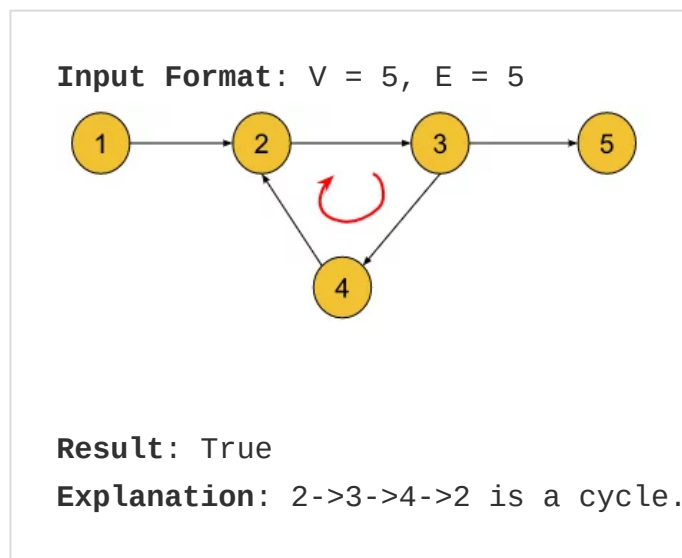 Input Format: V = 5, E = 5
1 2 3 5
4
Result: True
Explanation: 2->3->4->2 is a cycle.